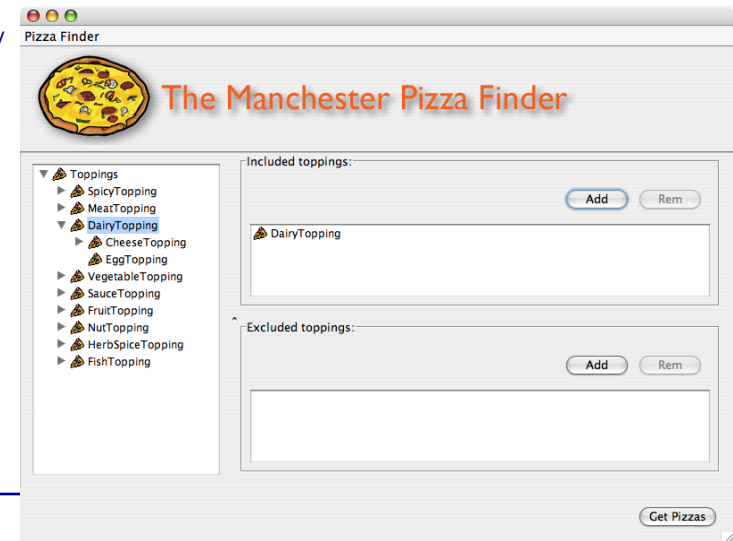 Pizza Finder
The Manchester Pizza Finder
Toppings
SpicyTopping
MeatTopping
DairyTopping
CheeseTopping
EggTopping
VegetableTopping
SauceTopping
FruitTopping
NutTopping
HerbSpiceTopping
FishTopping
Included toppings:
Add Rem
DairyTopping
Excluded toppings:
Add Rem
Get Pizzas